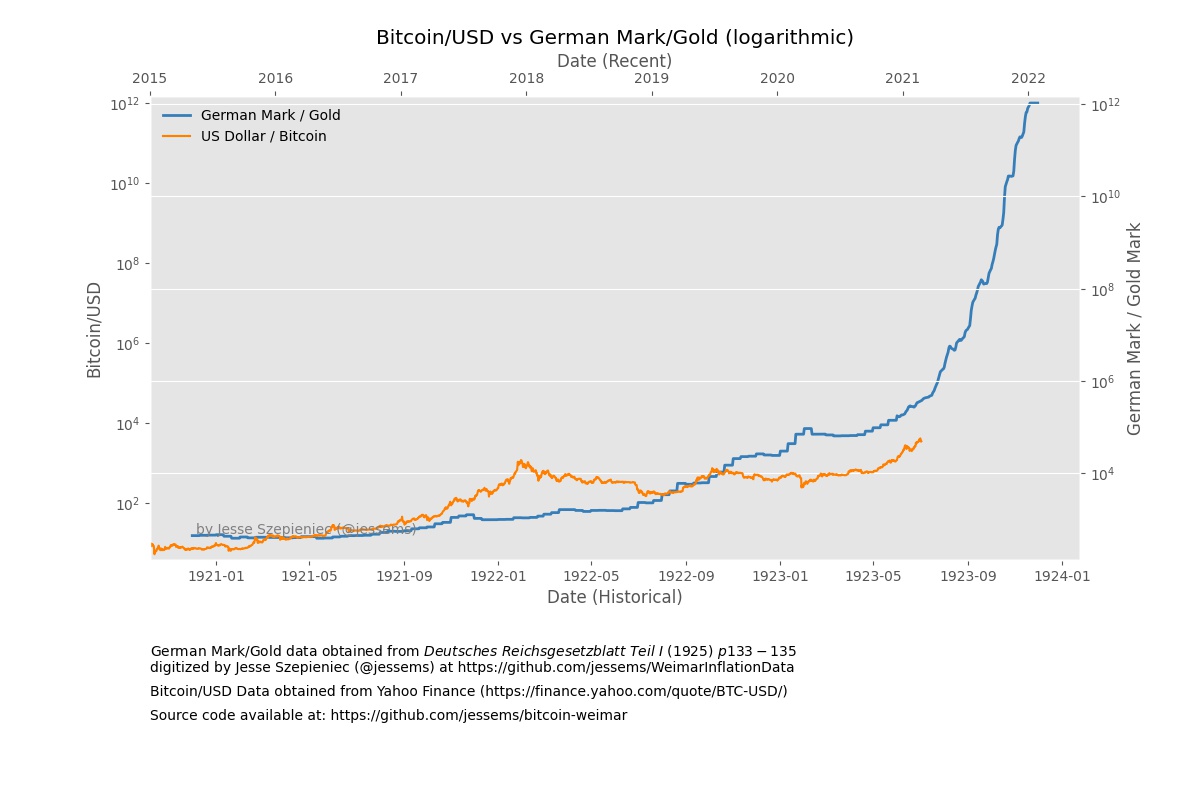 Bitcoin/USD vs German Mark/Gold (logarithmic)
Date (Recent)
2015 2016 2017 2018 2019 2020 2021 2022
German Mark / Gold
US Dollar / Bitcoin
10¹² 10¹⁰ 10⁸ 10⁶ 10⁴ 10²
Bitcoin/USD
10¹² 10¹⁰ 10⁸ 10⁶ 10⁴
German Mark / Gold Mark
by Jesse Szepieniec (@jessems)
1921-01 1921-05 1921-09 1922-01 1922-05 1922-09 1923-01 1923-05 1923-09 1924-01
Date (Historical)
German Mark/Gold data obtained from Deutsches Reichsgesetzblatt Teil I (1925) p133 − 135
digitized by Jesse Szepieniec (@jessems) at https://github.com/jessems/WeimarInflationData
Bitcoin/USD Data obtained from Yahoo Finance (https://finance.yahoo.com/quote/BTC-USD/)
Source code available at: https://github.com/jessems/bitcoin-weimar